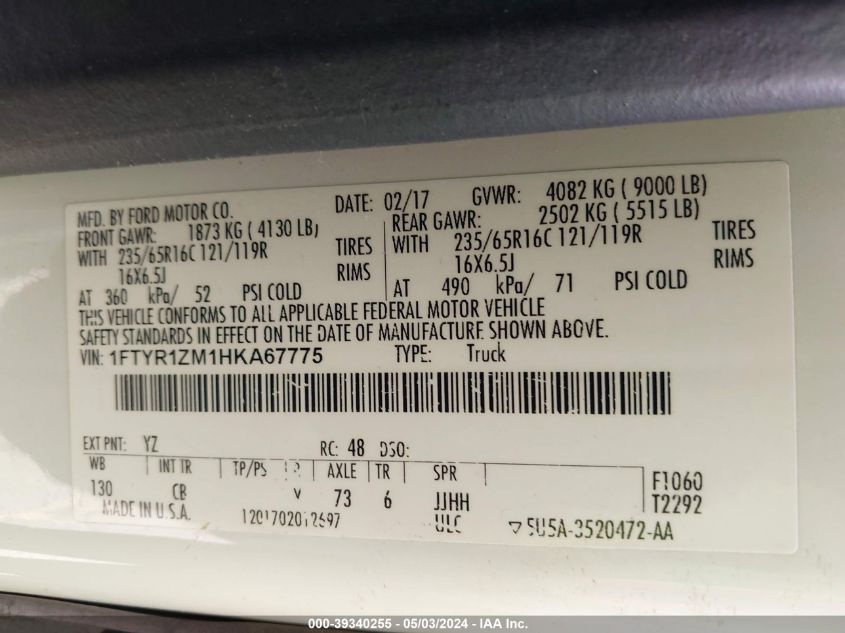 MFD. BY FORD MOTOR CO. DATE: 02/17 GVWR: 4082 KG ( 9000 LB)
FRONT GAWR: 1873 KG ( 4130 LB) REAR GAWR: 2502 KG ( 5515 LB)
WITH 235/65R16C 121/119R TIRES WITH 235/65R16C 121/119R TIRES
16X6.5J RIMS 16X6.5J RIMS
AT 360 kPa/ 52 PSI COLD AT 490 kPa/ 71 PSI COLD
THIS VEHICLE CONFORMS TO ALL APPLICABLE FEDERAL MOTOR VEHICLE
SAFETY STANDARDS IN EFFECT ON THE DATE OF MANUFACTURE SHOWN ABOVE.
VIN: 1FTYR1ZM1HKA67775 TYPE: Truck
EXT PNT: YZ RC: 48 DSO:
WB INT TR TP/PS R AXLE TR SPR F1060
130 CB V 73 6 JJHH T2292
MADE IN U.S.A. ULC 5U5A-3520472-AA
000-39340255 - 05/03/2024 - IAA Inc.